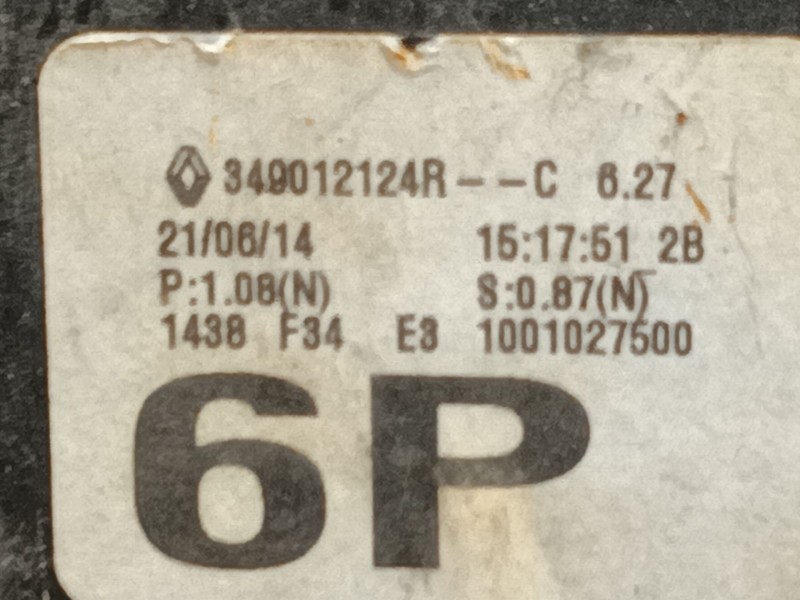 349012124R--C 6.27
21/06/14 15:17:51 2B
P:1.08(N) S:0.87(N)
1438 F34 E3 1001027500
6P